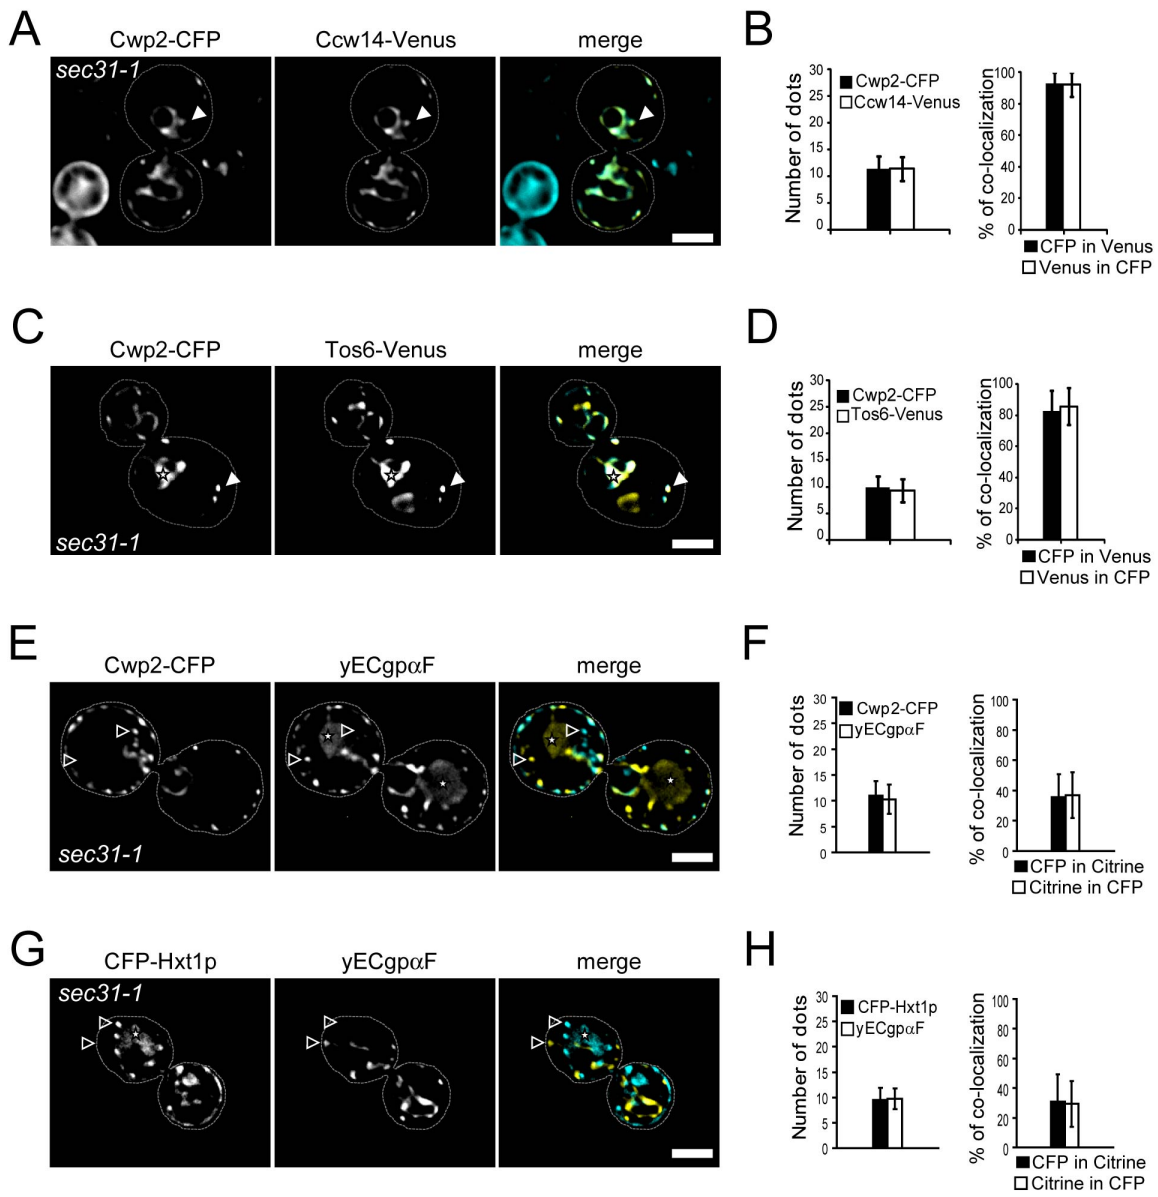 A
Cwp2-CFP
Ccw14-Venus
merge
sec31-1
B
Number of dots
30
25
20
15
10
5
0
Cwp2-CFP
Ccw14-Venus
% of co-localization
100
80
60
40
20
0
CFP in Venus
Venus in CFP
C
Cwp2-CFP
Tos6-Venus
merge
sec31-1
D
Number of dots
30
25
20
15
10
5
0
Cwp2-CFP
Tos6-Venus
% of co-localization
100
80
60
40
20
0
CFP in Venus
Venus in CFP
E
Cwp2-CFP
yECgpαF
merge
sec31-1
F
Number of dots
30
25
20
15
10
5
0
Cwp2-CFP
yECgpαF
% of co-localization
100
80
60
40
20
0
CFP in Citrine
Citrine in CFP
G
CFP-Hxt1p
yECgpαF
merge
sec31-1
H
Number of dots
30
25
20
15
10
5
0
CFP-Hxt1p
yECgpαF
% of co-localization
100
80
60
40
20
0
CFP in Citrine
Citrine in CFP